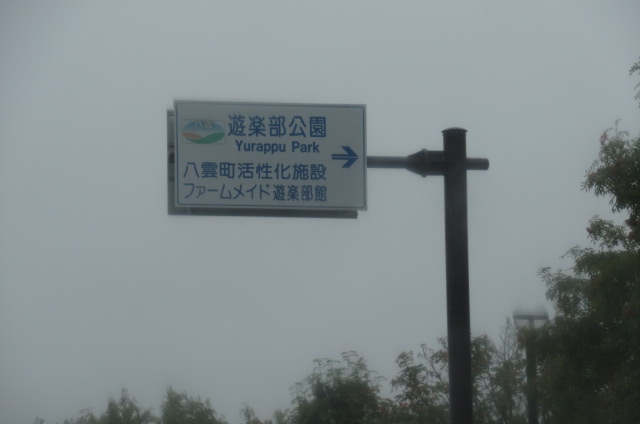 遊楽部公園
Yurappu Park
八雲町活性化施設
ファームメイド遊楽部館